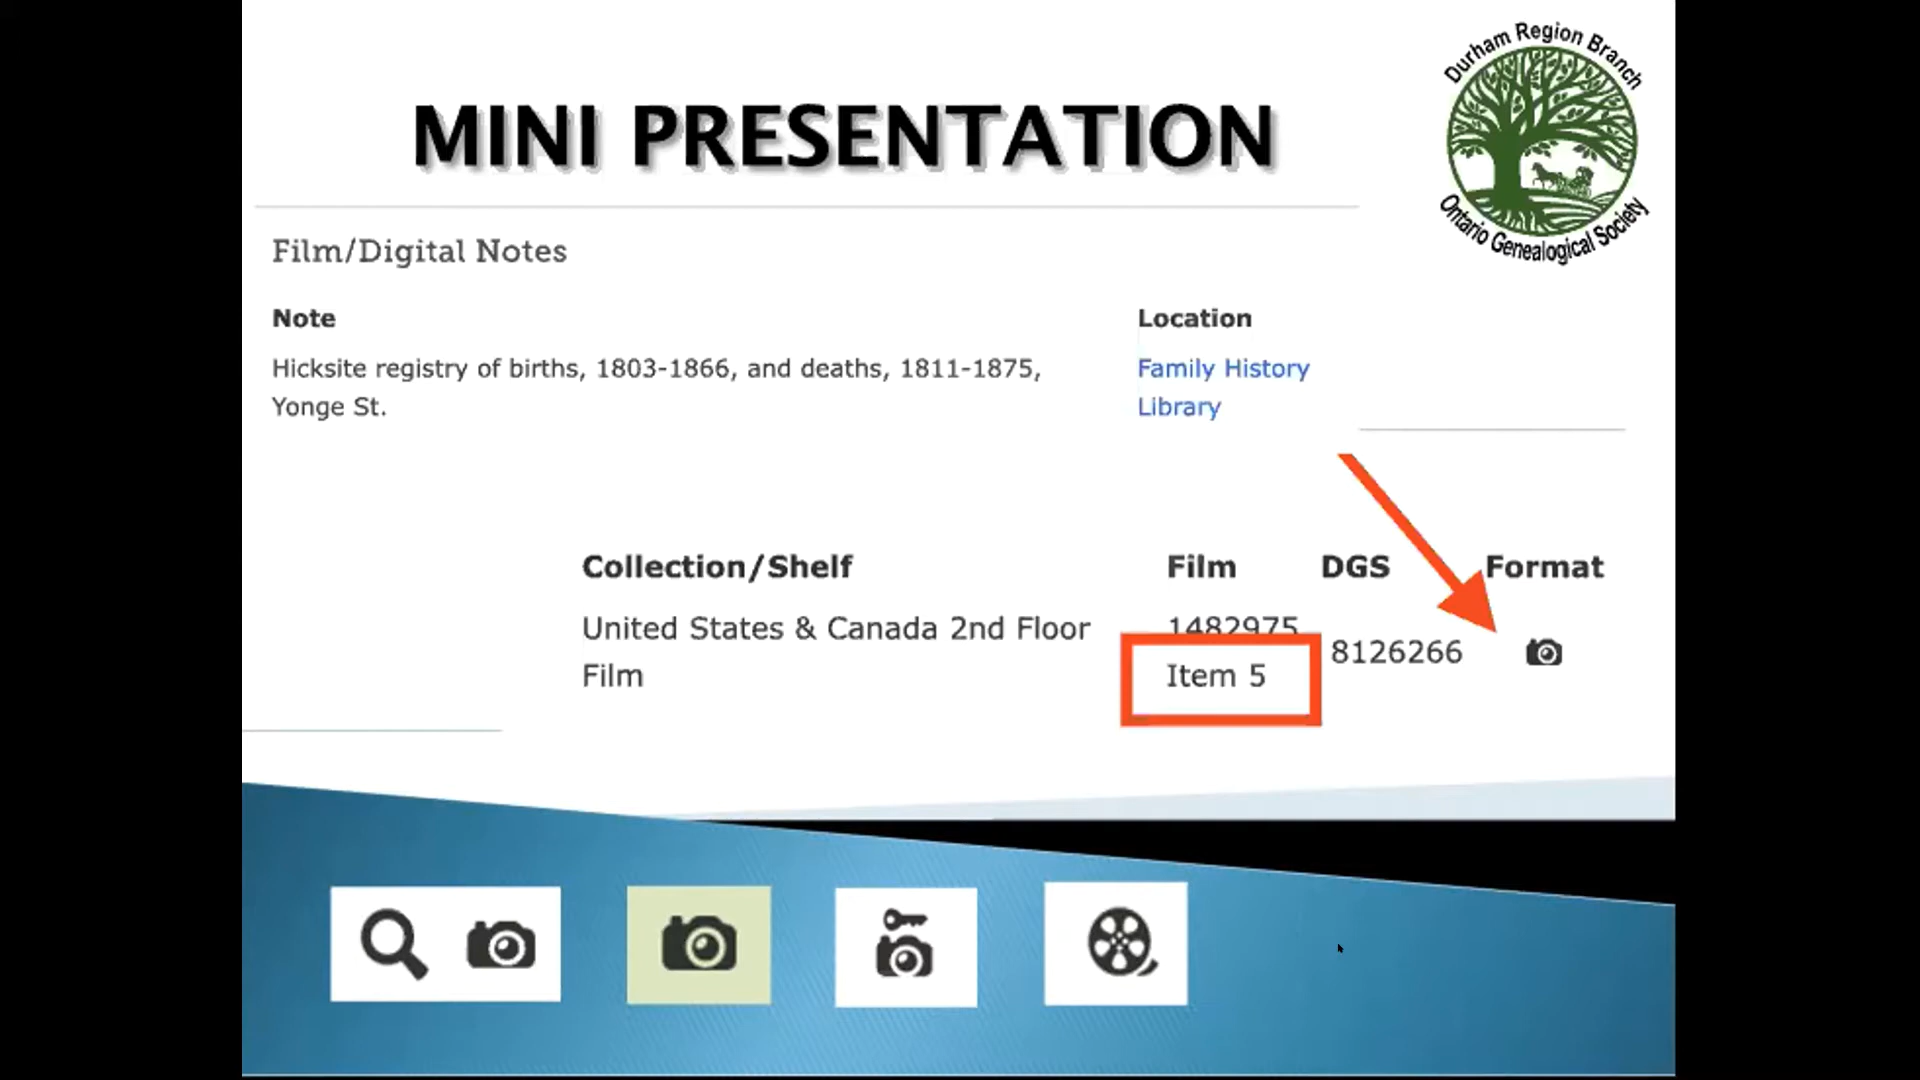 Durham Region Branch
MINI PRESENTATION
Ontario Genealogical Society
Film/Digital Notes
Note Location
Hicksite registry of births, 1803-1866, and deaths, 1811-1875, Family History
Yonge St. Library
Collection/Shelf Film DGS Format
United States & Canada 2nd Floor 1482975
8126266
Film Item 5